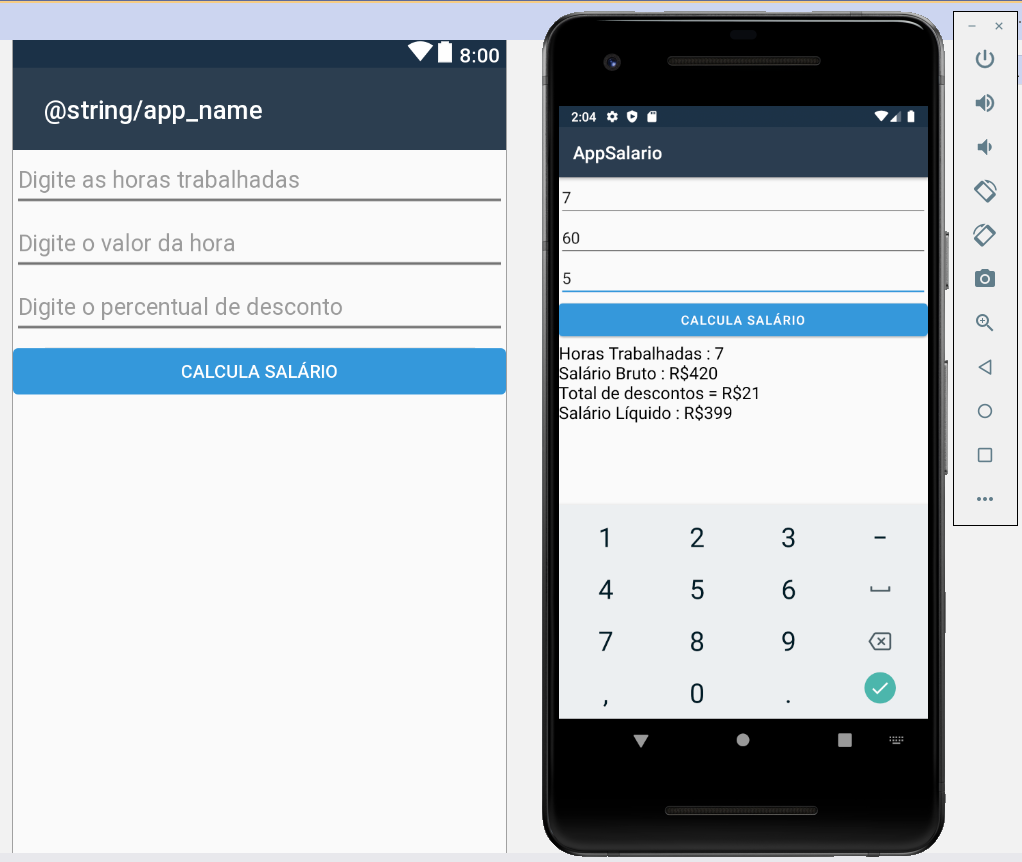 8:00
@string/app_name
Digite as horas trabalhadas
Digite o valor da hora
Digite o percentual de desconto
CALCULA SALÁRIO
2:04
AppSalario
7
60
5
CALCULA SALÁRIO
Horas Trabalhadas : 7
Salário Bruto : R$420
Total de descontos = R$21
Salário Líquido : R$399
1 2 3 -
4 5 6
7 8 9
, 0 .